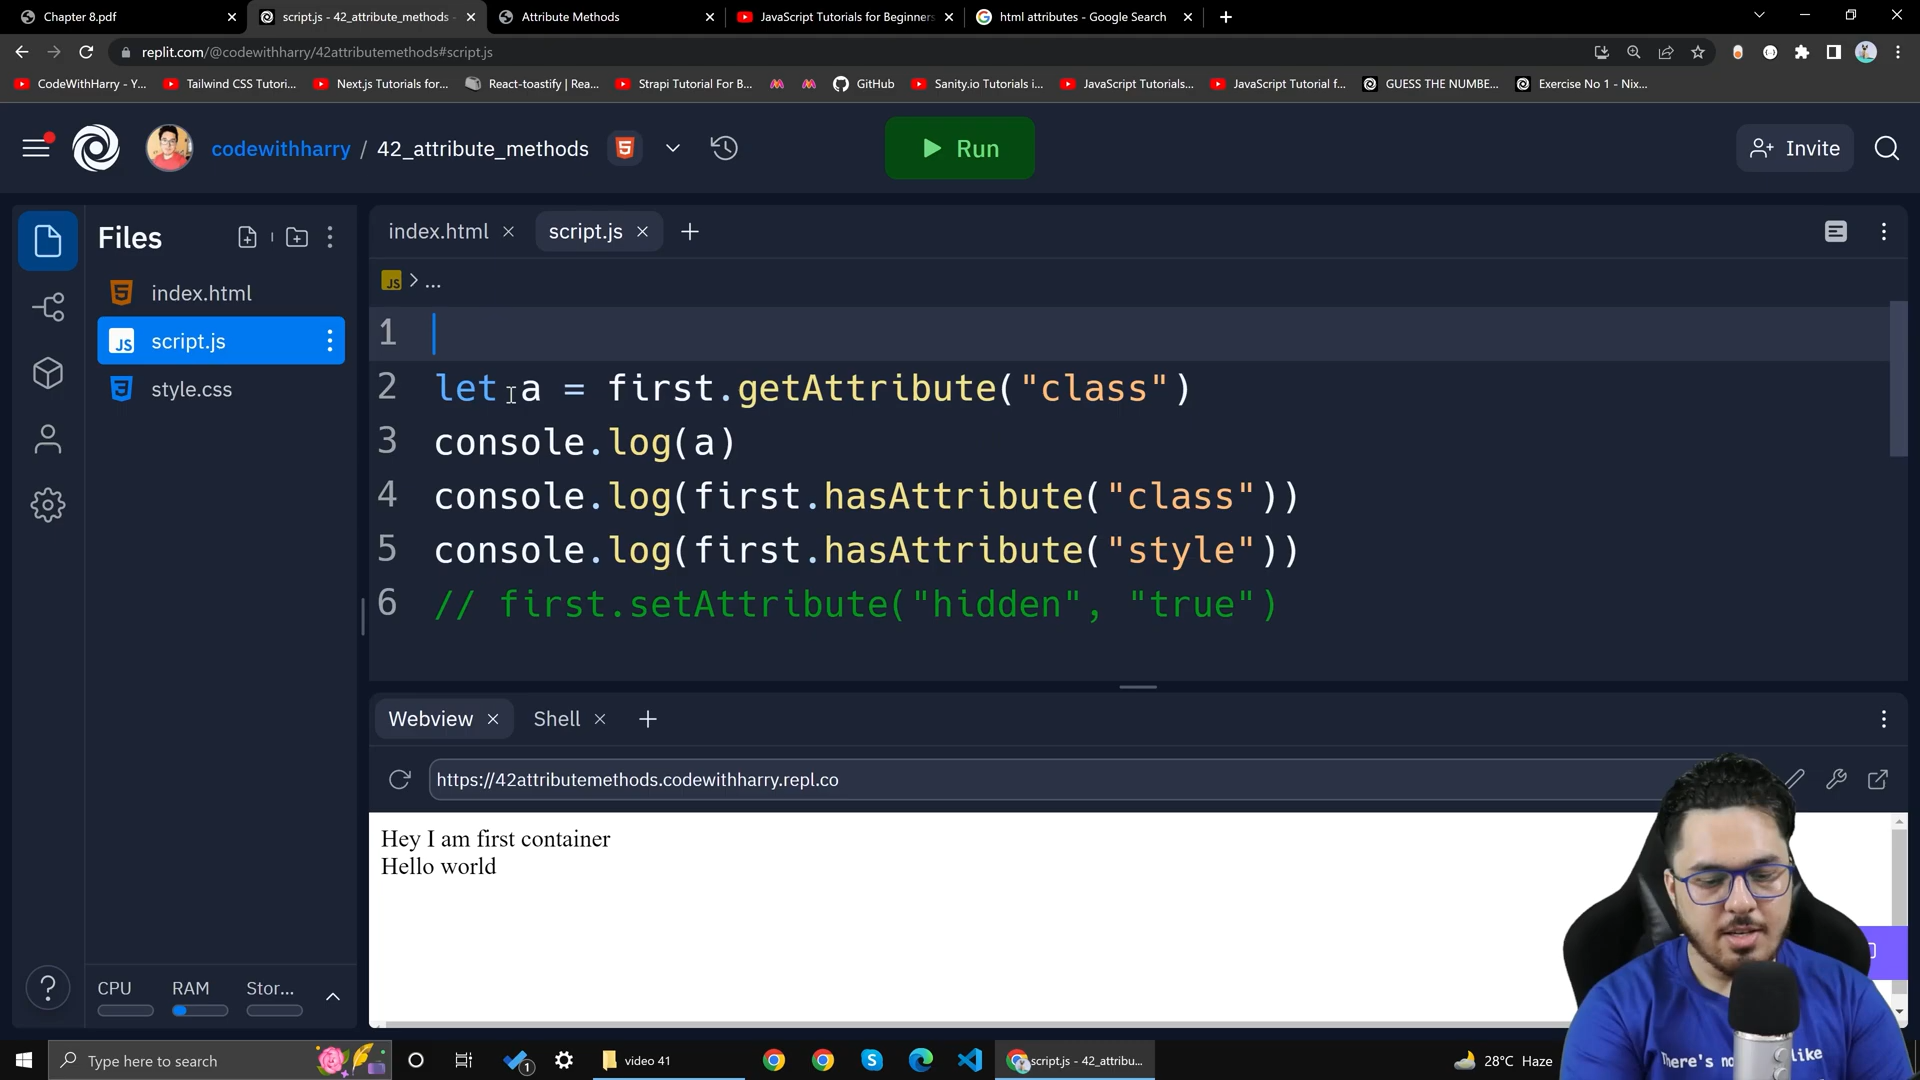 Chapter 8.pdf
script.js - 42_attribute_methods -
Attribute Methods
JavaScript Tutorials for Beginners
html attributes - Google Search
replit.com/@codewithharry/42attributemethods#script.js
CodeWithHarry - Y...
Tailwind CSS Tutori...
Next.js Tutorials for...
React-toastify | Rea...
Strapi Tutorial For B...
GitHub
Sanity.io Tutorials i...
JavaScript Tutorials...
JavaScript Tutorial f...
GUESS THE NUMBE...
Exercise No 1 - Nix...
codewithharry / 42_attribute_methods
Run
Invite
Files
index.html
script.js
style.css
index.html
script.js
JS > ...
1
2 let a = first.getAttribute("class")
3 console.log(a)
4 console.log(first.hasAttribute("class"))
5 console.log(first.hasAttribute("style"))
6 // first.setAttribute("hidden", "true")
Webview
Shell
https://42attributemethods.codewithharry.repl.co
Hey I am first container
Hello world
CPU
RAM
Stor...
There's no
like
Type here to search
1
video 41
script.js - 42_attribu...
28°C Haze